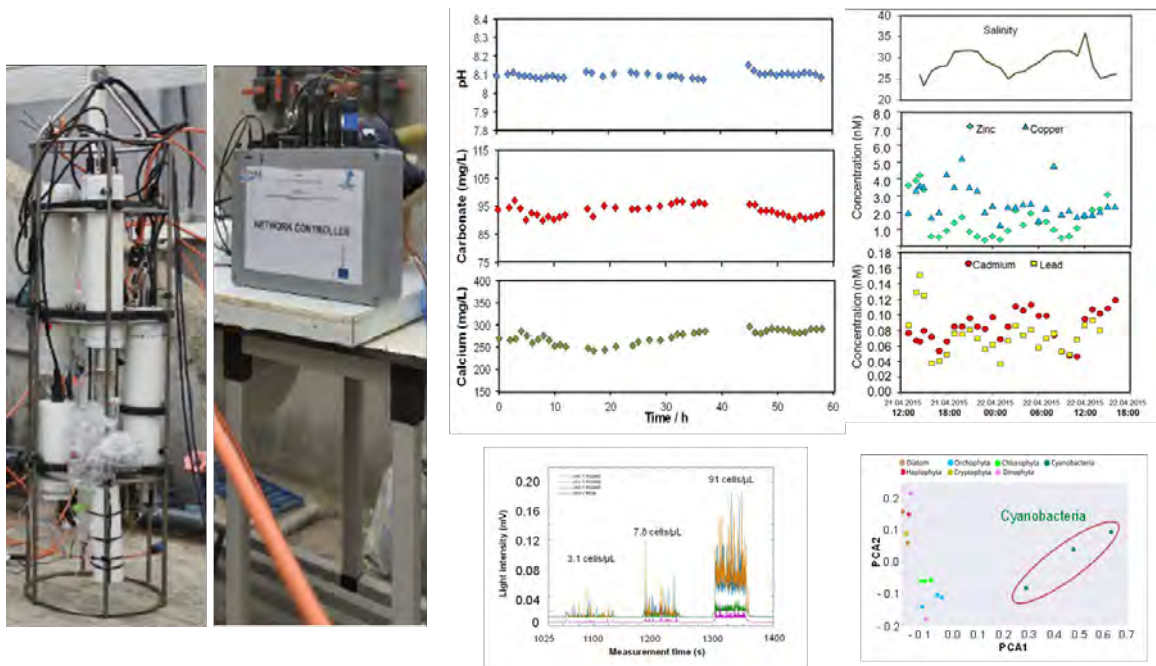 NETWORK CONTROLLER
pH
8.4
8.3
8.2
8.1
8
7.9
7.8
Carbonate (mg/L)
115
105
95
85
75
Calcium (mg/L)
400
350
300
250
200
150
0
10
20
30
40
50
60
Time / h
Salinity
40
35
30
25
20
Concentration (nM)
8.0
7.0
6.0
5.0
4.0
3.0
2.0
1.0
0.0
Zinc
Copper
Concentration (nM)
0.18
0.16
0.14
0.12
0.10
0.08
0.06
0.04
0.02
0.00
Cadmium
Lead
21.04.2015 21.04.2015 22.04.2015 22.04.2015 22.04.2015 22.04.2015
12:00 18:00 00:00 06:00 12:00 18:00
Light intensity (mV)
0.20
0.16
0.12
0.08
0.04
0
3.1 cells/µL
7.8 cells/µL
91 cells/µL
1025 1100 1200 1300 1400
Measurement time (s)
Diatom
Orchophyta
Chlorophyta
Cyanobacteria
Haptophyta
Cryptophyta
Dinophyta
PCA2
0.2
0.1
0.0
- 0.1
- 0.2
Cyanobacteria
- -0.1 0.0 0.1 0.2 0.3 0.4 0.5 0.6 0.7
PCA1